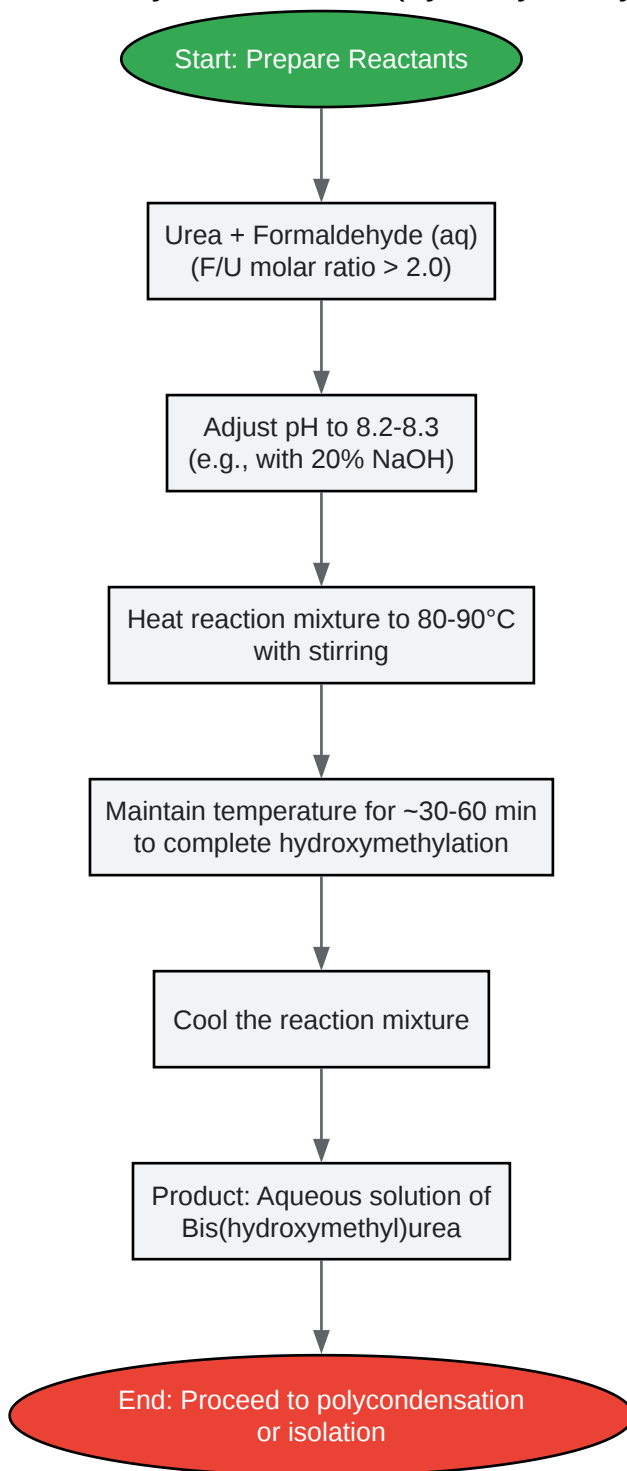 Start: Prepare Reactants
Urea + Formaldehyde (aq)
(F/U molar ratio > 2.0)
Adjust pH to 8.2-8.3
(e.g., with 20% NaOH)
Heat reaction mixture to 80-90°C
with stirring
Maintain temperature for ~30-60 min
to complete hydroxymethylation
Cool the reaction mixture
Product: Aqueous solution of
Bis(hydroxymethyl)urea
End: Proceed to polycondensation
or isolation